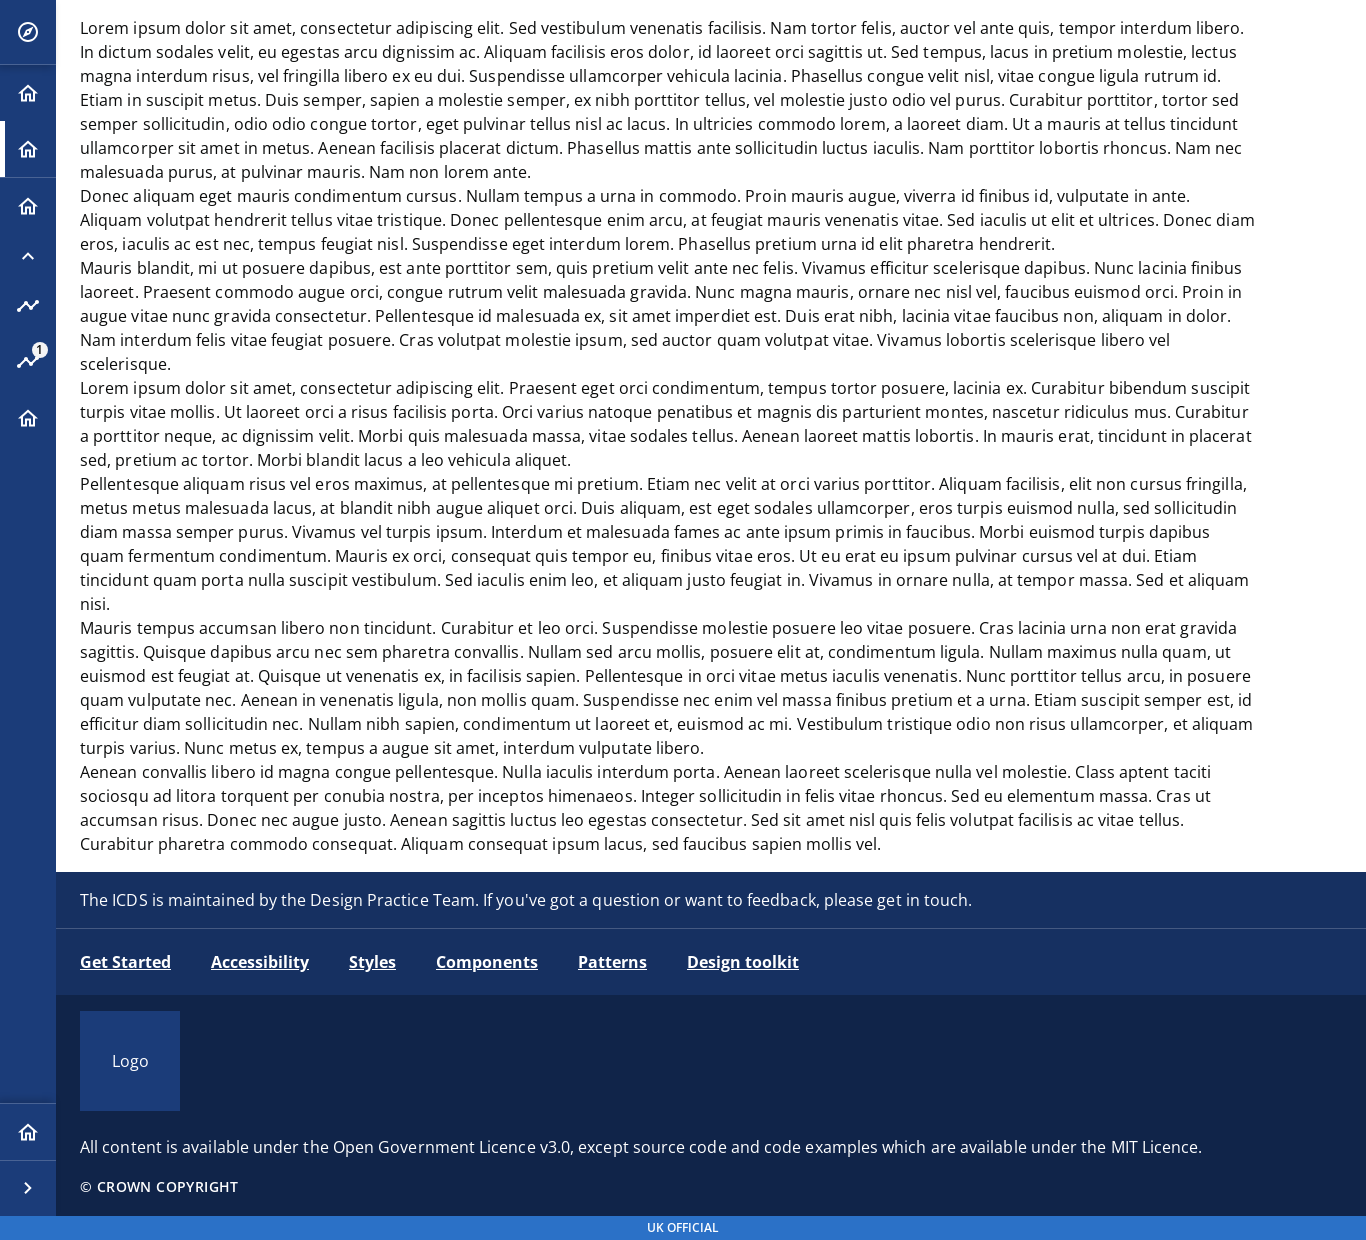 Lorem ipsum dolor sit amet, consectetur adipiscing elit. Sed vestibulum venenatis facilisis. Nam tortor felis, auctor vel ante quis, tempor interdum libero.
In dictum sodales velit, eu egestas arcu dignissim ac. Aliquam facilisis eros dolor, id laoreet orci sagittis ut. Sed tempus, lacus in pretium molestie, lectus
magna interdum risus, vel fringilla libero ex eu dui. Suspendisse ullamcorper vehicula lacinia. Phasellus congue velit nisl, vitae congue ligula rutrum id.
Etiam in suscipit metus. Duis semper, sapien a molestie semper, ex nibh porttitor tellus, vel molestie justo odio vel purus. Curabitur porttitor, tortor sed
semper sollicitudin, odio odio congue tortor, eget pulvinar tellus nisl ac lacus. In ultricies commodo lorem, a laoreet diam. Ut a mauris at tellus tincidunt
ullamcorper sit amet in metus. Aenean facilisis placerat dictum. Phasellus mattis ante sollicitudin luctus iaculis. Nam porttitor lobortis rhoncus. Nam nec
malesuada purus, at pulvinar mauris. Nam non lorem ante.
Donec aliquam eget mauris condimentum cursus. Nullam tempus a urna in commodo. Proin mauris augue, viverra id finibus id, vulputate in ante.
Aliquam volutpat hendrerit tellus vitae tristique. Donec pellentesque enim arcu, at feugiat mauris venenatis vitae. Sed iaculis ut elit et ultrices. Donec diam
eros, iaculis ac est nec, tempus feugiat nisl. Suspendisse eget interdum lorem. Phasellus pretium urna id elit pharetra hendrerit.
Mauris blandit, mi ut posuere dapibus, est ante porttitor sem, quis pretium velit ante nec felis. Vivamus efficitur scelerisque dapibus. Nunc lacinia finibus
laoreet. Praesent commodo augue orci, congue rutrum velit malesuada gravida. Nunc magna mauris, ornare nec nisl vel, faucibus euismod orci. Proin in
augue vitae nunc gravida consectetur. Pellentesque id malesuada ex, sit amet imperdiet est. Duis erat nibh, lacinia vitae faucibus non, aliquam in dolor.
Nam interdum felis vitae feugiat posuere. Cras volutpat molestie ipsum, sed auctor quam volutpat vitae. Vivamus lobortis scelerisque libero vel
1
scelerisque.
Lorem ipsum dolor sit amet, consectetur adipiscing elit. Praesent eget orci condimentum, tempus tortor posuere, lacinia ex. Curabitur bibendum suscipit
turpis vitae mollis. Ut laoreet orci a risus facilisis porta. Orci varius natoque penatibus et magnis dis parturient montes, nascetur ridiculus mus. Curabitur
a porttitor neque, ac dignissim velit. Morbi quis malesuada massa, vitae sodales tellus. Aenean laoreet mattis lobortis. In mauris erat, tincidunt in placerat
sed, pretium ac tortor. Morbi blandit lacus a leo vehicula aliquet.
Pellentesque aliquam risus vel eros maximus, at pellentesque mi pretium. Etiam nec velit at orci varius porttitor. Aliquam facilisis, elit non cursus fringilla,
metus metus malesuada lacus, at blandit nibh augue aliquet orci. Duis aliquam, est eget sodales ullamcorper, eros turpis euismod nulla, sed sollicitudin
diam massa semper purus. Vivamus vel turpis ipsum. Interdum et malesuada fames ac ante ipsum primis in faucibus. Morbi euismod turpis dapibus
quam fermentum condimentum. Mauris ex orci, consequat quis tempor eu, finibus vitae eros. Ut eu erat eu ipsum pulvinar cursus vel at dui. Etiam
tincidunt quam porta nulla suscipit vestibulum. Sed iaculis enim leo, et aliquam justo feugiat in. Vivamus in ornare nulla, at tempor massa. Sed et aliquam
nisi.
Mauris tempus accumsan libero non tincidunt. Curabitur et leo orci. Suspendisse molestie posuere leo vitae posuere. Cras lacinia urna non erat gravida
sagittis. Quisque dapibus arcu nec sem pharetra convallis. Nullam sed arcu mollis, posuere elit at, condimentum ligula. Nullam maximus nulla quam, ut
euismod est feugiat at. Quisque ut venenatis ex, in facilisis sapien. Pellentesque in orci vitae metus iaculis venenatis. Nunc porttitor tellus arcu, in posuere
quam vulputate nec. Aenean in venenatis ligula, non mollis quam. Suspendisse nec enim vel massa finibus pretium et a urna. Etiam suscipit semper est, id
efficitur diam sollicitudin nec. Nullam nibh sapien, condimentum ut laoreet et, euismod ac mi. Vestibulum tristique odio non risus ullamcorper, et aliquam
turpis varius. Nunc metus ex, tempus a augue sit amet, interdum vulputate libero.
Aenean convallis libero id magna congue pellentesque. Nulla iaculis interdum porta. Aenean laoreet scelerisque nulla vel molestie. Class aptent taciti
sociosqu ad litora torquent per conubia nostra, per inceptos himenaeos. Integer sollicitudin in felis vitae rhoncus. Sed eu elementum massa. Cras ut
accumsan risus. Donec nec augue justo. Aenean sagittis luctus leo egestas consectetur. Sed sit amet nisl quis felis volutpat facilisis ac vitae tellus.
Curabitur pharetra commodo consequat. Aliquam consequat ipsum lacus, sed faucibus sapien mollis vel.
The ICDS is maintained by the Design Practice Team. If you've got a question or want to feedback, please get in touch.
Get Started Accessibility Styles Components Patterns Design toolkit
Logo
All content is available under the Open Government Licence v3.0, except source code and code examples which are available under the MIT Licence.
© CROWN COPYRIGHT
UK OFFICIAL